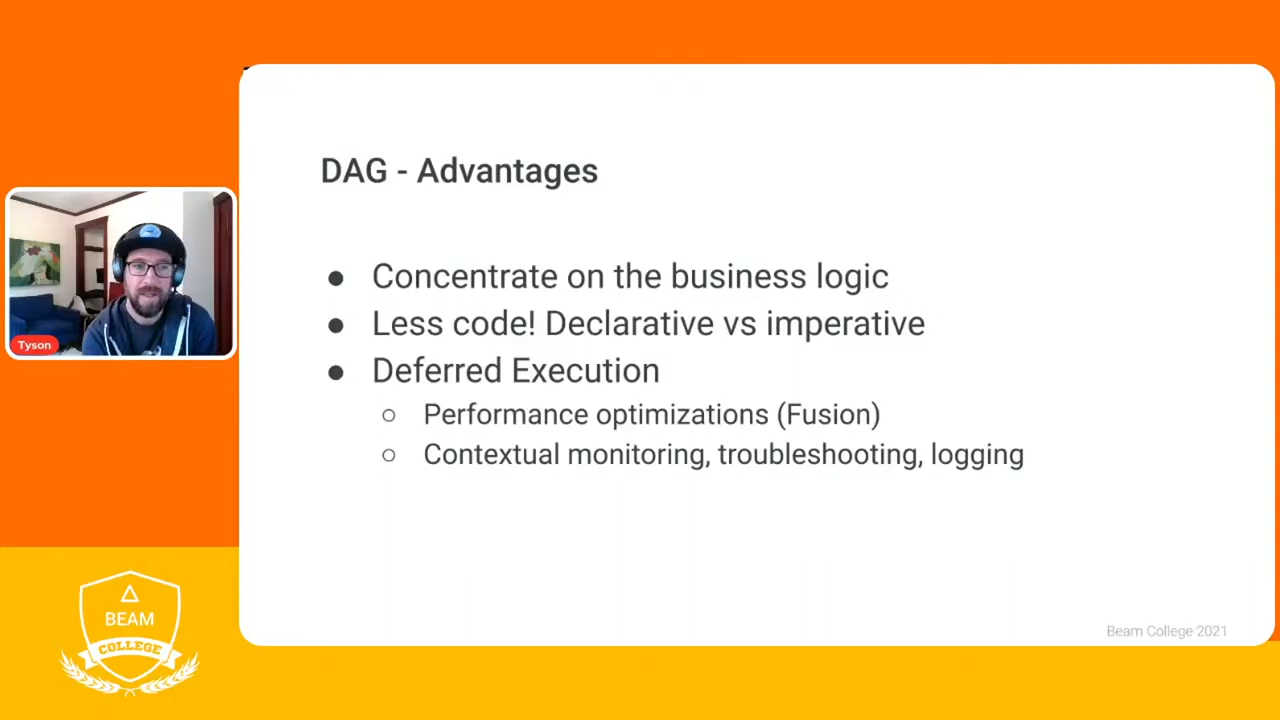 DAG - Advantages
● Concentrate on the business logic
● Less code! Declarative vs imperative
● Deferred Execution
○ Performance optimizations (Fusion)
○ Contextual monitoring, troubleshooting, logging
Tyson
BEAM
COLLEGE
Beam College 2021